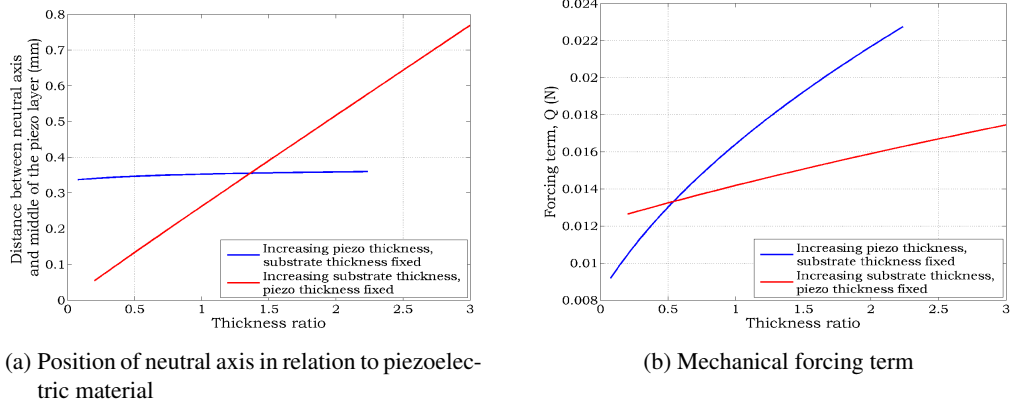 Distance between neutral axis
and middle of the piezo layer (mm)
0.8
0.7
0.6
0.5
0.4
0.3
0.2
0.1
0
0
0.5
1
1.5
2
2.5
3
Thickness ratio
Increasing piezo thickness,
substrate thickness fixed
Increasing substrate thickness,
piezo thickness fixed
(a) Position of neutral axis in relation to piezoelec-
tric material
Forcing term, Q (N)
0.024
0.022
0.02
0.018
0.016
0.014
0.012
0.01
0.008
0
0.5
1
1.5
2
2.5
3
Thickness ratio
Increasing piezo thickness,
substrate thickness fixed
Increasing substrate thickness,
piezo thickness fixed
(b) Mechanical forcing term